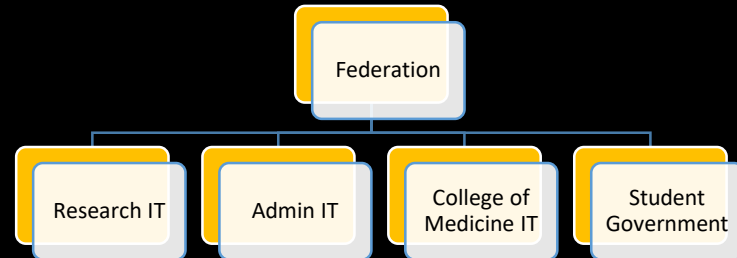 Federation
Research IT
Admin IT
College of
Medicine IT
Student
Government